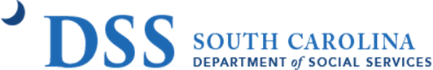 DSS
SOUTH CAROLINA
DEPARTMENT of SOCIAL SERVICES